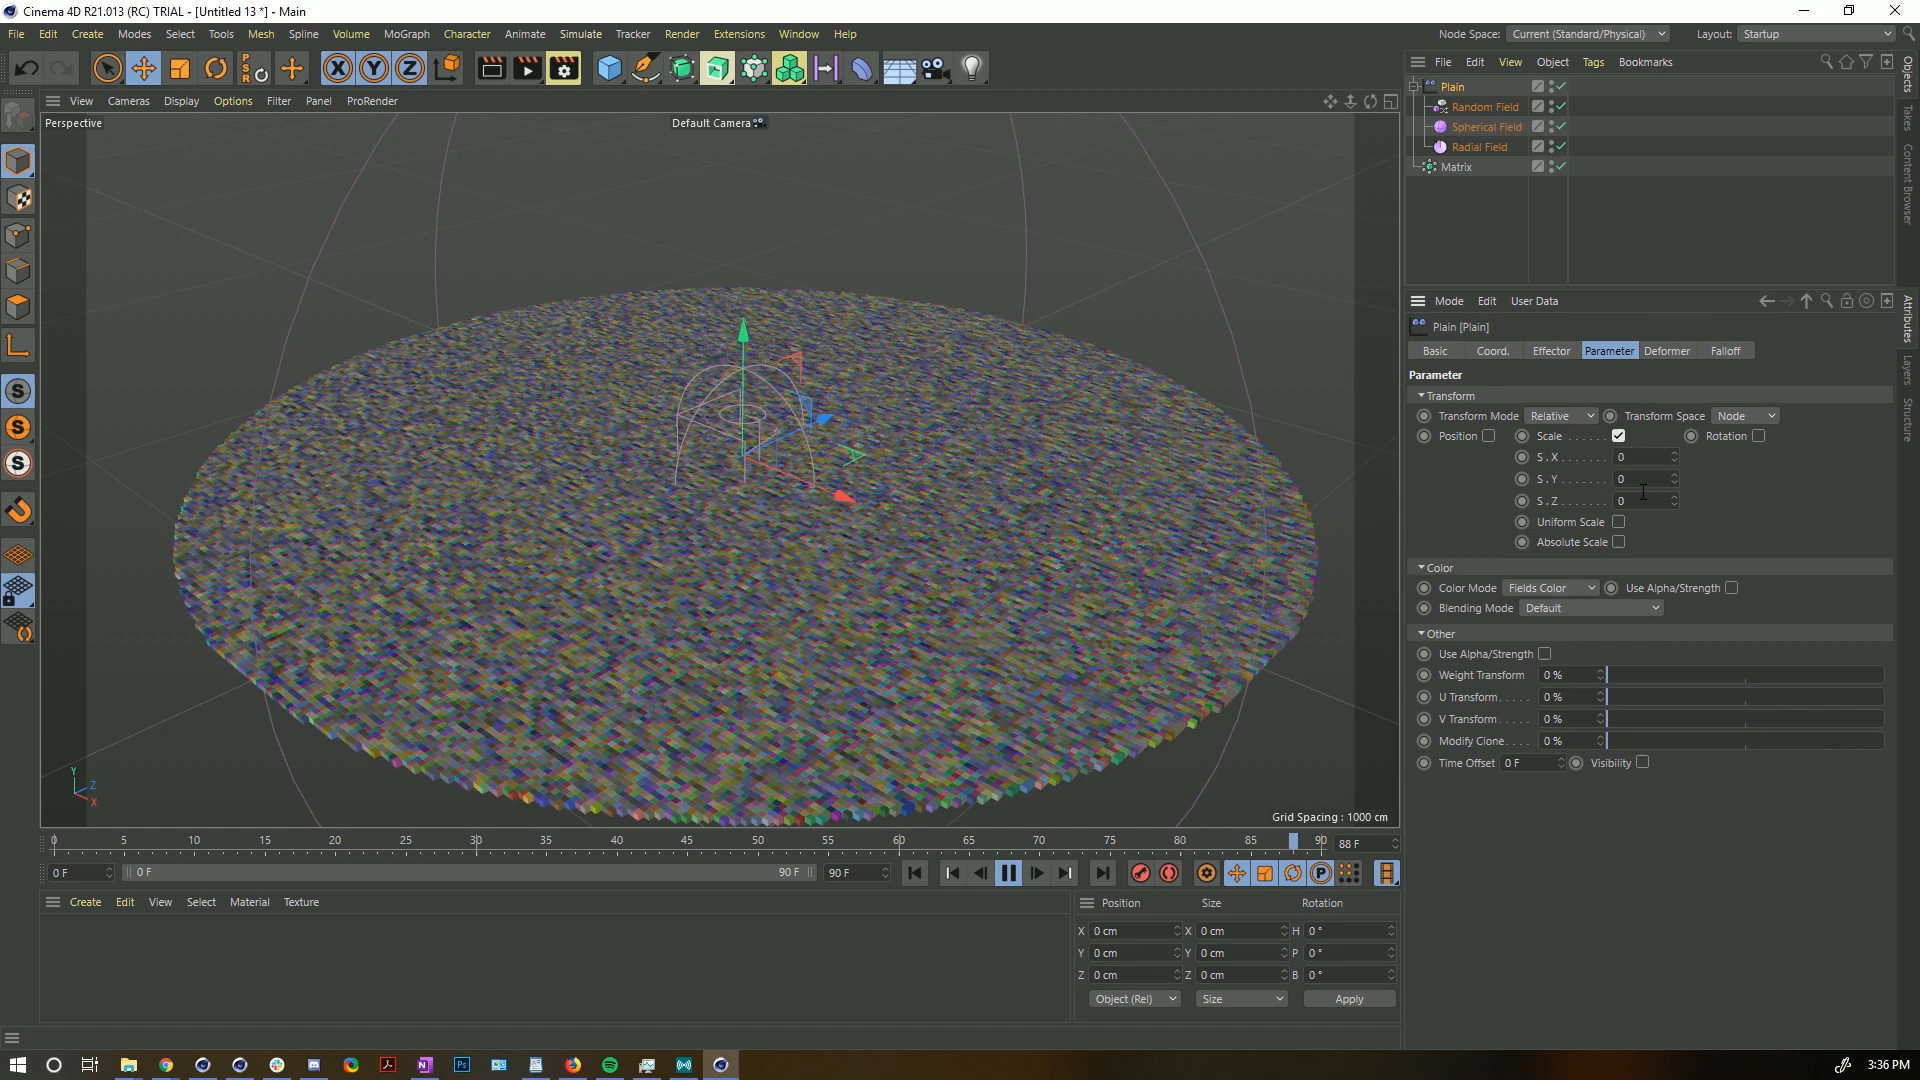 Cinema 4D R21.013 (RC) TRIAL - [Untitled 13 *] - Main
File Edit Create Modes Select Tools Mesh Spline Volume MoGraph Character Animate Simulate Tracker Render Extensions Window Help
Node Space: Current (Standard/Physical) Layout: Startup
File Edit View Object Tags Bookmarks
Plain
Random Field
Spherical Field
Radial Field
Matrix
Objects
Takes
Content Browser
View Cameras Display Options Filter Panel ProRender
Perspective
Default Camera
Y
Z
X
Grid Spacing : 1000 cm
Mode Edit User Data
Plain [Plain]
Basic Coord. Effector Parameter Deformer Falloff
Parameter
Transform
Transform Mode Relative Transform Space Node
Position Scale . . . . . . Rotation
S . X . . . . . . . 0
S . Y . . . . . . . 0
S . Z . . . . . . . 0
Uniform Scale
Absolute Scale
Color
Color Mode Fields Color Use Alpha/Strength
Blending Mode Default
Other
Use Alpha/Strength
Weight Transform 0 %
U Transform. . . . . 0 %
V Transform. . . . . 0 %
Modify Clone. . . . . 0 %
Time Offset 0 F Visibility
Attributes
Layers
Structure
0 5 10 15 20 25 30 35 40 45 50 55 60 65 70 75 80 85 90 88 F
0 F 0 F 90 F 90 F
Create Edit View Select Material Texture
Position Size Rotation
X 0 cm X 0 cm H 0 °
Y 0 cm Y 0 cm P 0 °
Z 0 cm Z 0 cm B 0 °
Object (Rel) Size Apply
3:36 PM